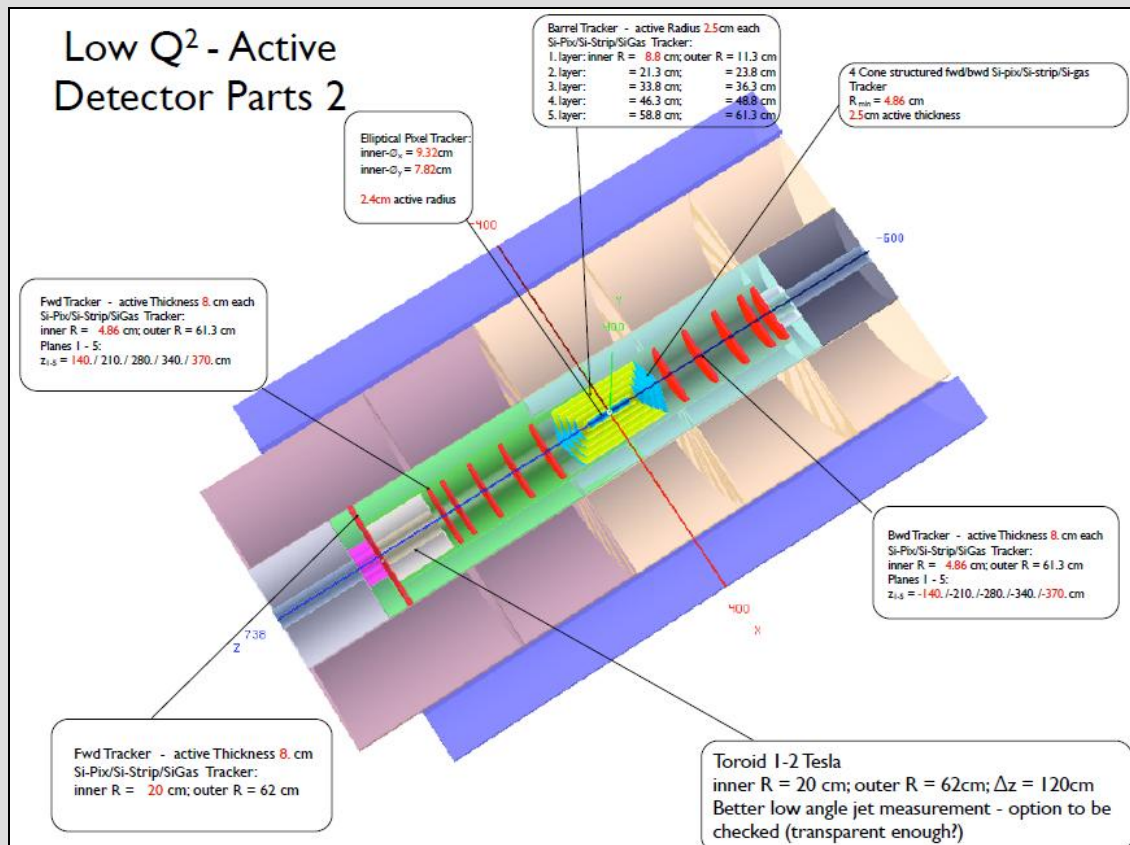 Low Q² - Active
Detector Parts 2
Barrel Tracker - active Radius 2.5cm each
Si-Pix/Si-Strip/SiGas Tracker:
1. layer: inner R = 8.8 cm; outer R = 11.3 cm
2. layer: = 21.3 cm; = 23.8 cm
3. layer: = 33.8 cm; = 36.3 cm
4. layer: = 46.3 cm; = 48.8 cm
5. layer: = 58.8 cm; = 61.3 cm
4 Cone structured fwd/bwd Si-pix/Si-strip/Si-gas
Tracker
R min = 4.86 cm
2.5cm active thickness
Elliptical Pixel Tracker:
inner-Øx = 9.32cm
inner-Øy = 7.82cm
2.4cm active radius
-400
-500
Y
400
Fwd Tracker - active Thickness 8. cm each
Si-Pix/Si-Strip/SiGas Tracker:
inner R = 4.86 cm; outer R = 61.3 cm
Planes 1 - 5:
z1-5 = 140./ 210. / 280. / 340. / 370. cm
Bwd Tracker - active Thickness 8. cm each
Si-Pix/Si-Strip/SiGas Tracker:
inner R = 4.86 cm; outer R = 61.3 cm
Planes 1 - 5:
z1-5 = -140. /-210. /-280. /-340. /-370. cm
400
X
738
Z
Fwd Tracker - active Thickness 8. cm
Si-Pix/Si-Strip/SiGas Tracker:
inner R = 20 cm; outer R = 62 cm
Toroid 1-2 Tesla
inner R = 20 cm; outer R = 62cm; Δz = 120cm
Better low angle jet measurement - option to be
checked (transparent enough?)